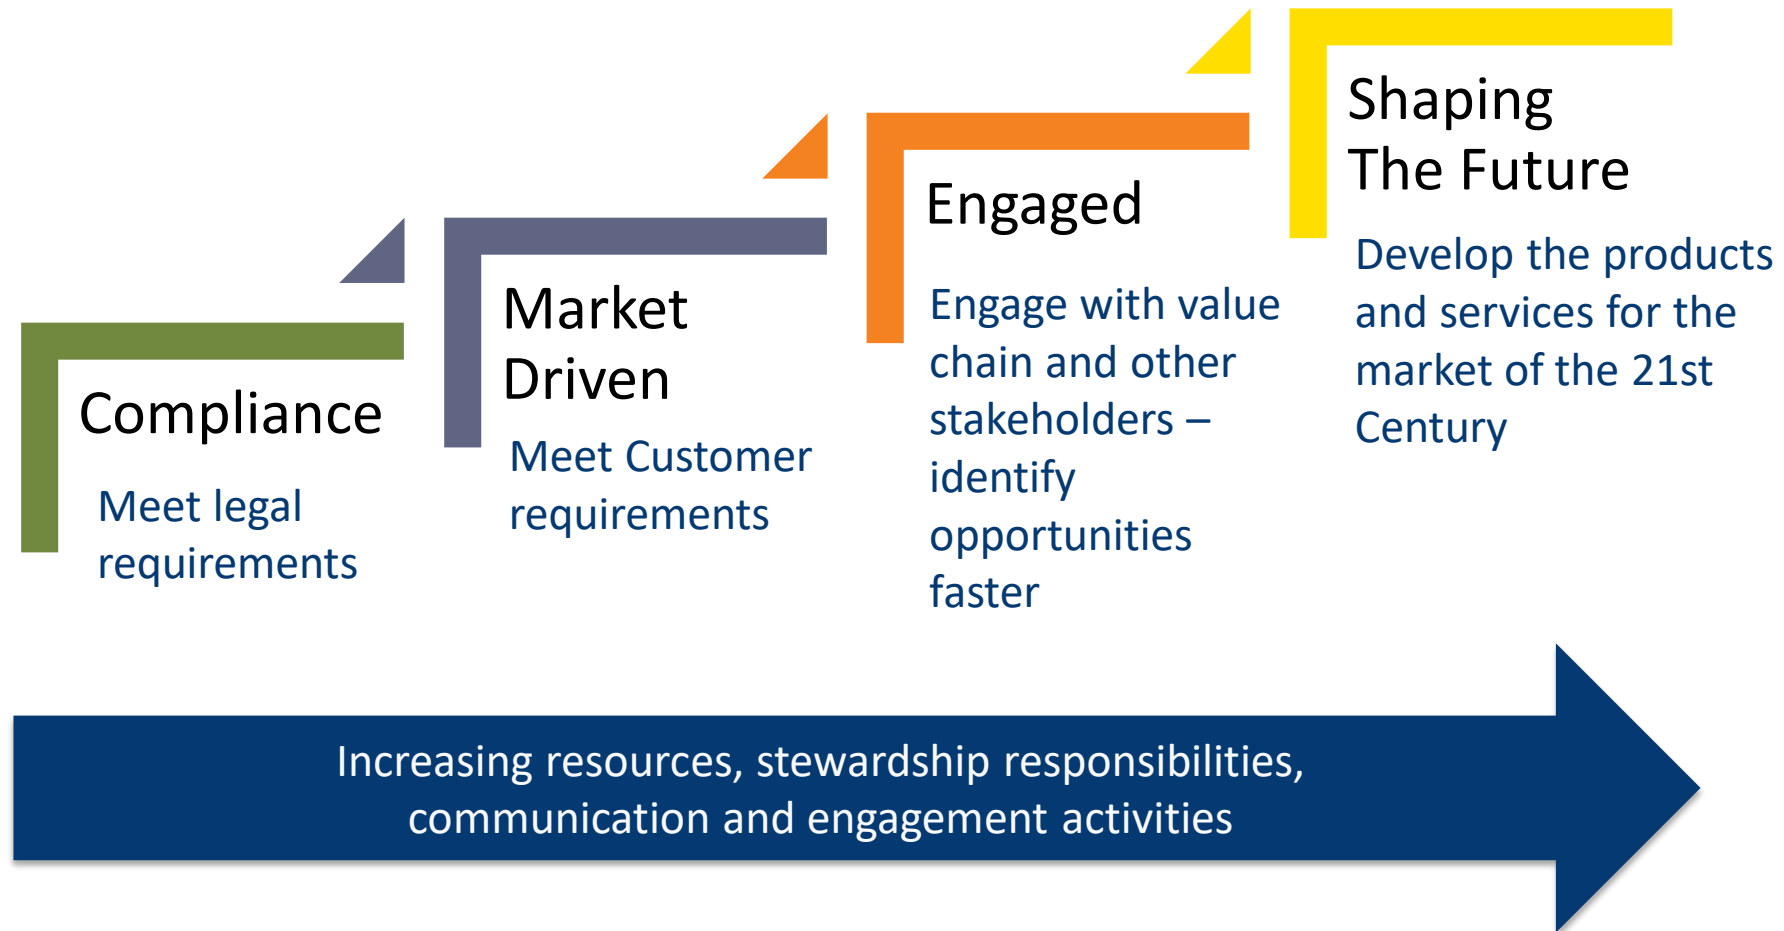 Compliance
Meet legal
requirements
Market
Driven
Meet Customer
requirements
Engaged
Engage with value
chain and other
stakeholders –
identify
opportunities
faster
Shaping
The Future
Develop the products
and services for the
market of the 21st
Century
Increasing resources, stewardship responsibilities,
communication and engagement activities